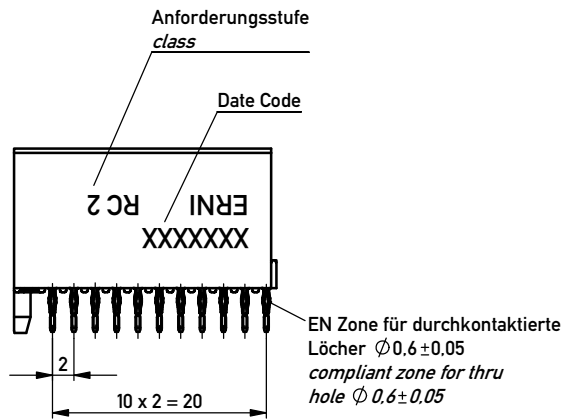 Anforderungsstufe
class
Date Code
RC 2
ERNI
XXXXXXX
EN Zone für durchkontaktierte
Löcher Ø0,6±0,05
compliant zone for thru
hole Ø 0,6±0,05
2
10 x 2 = 20